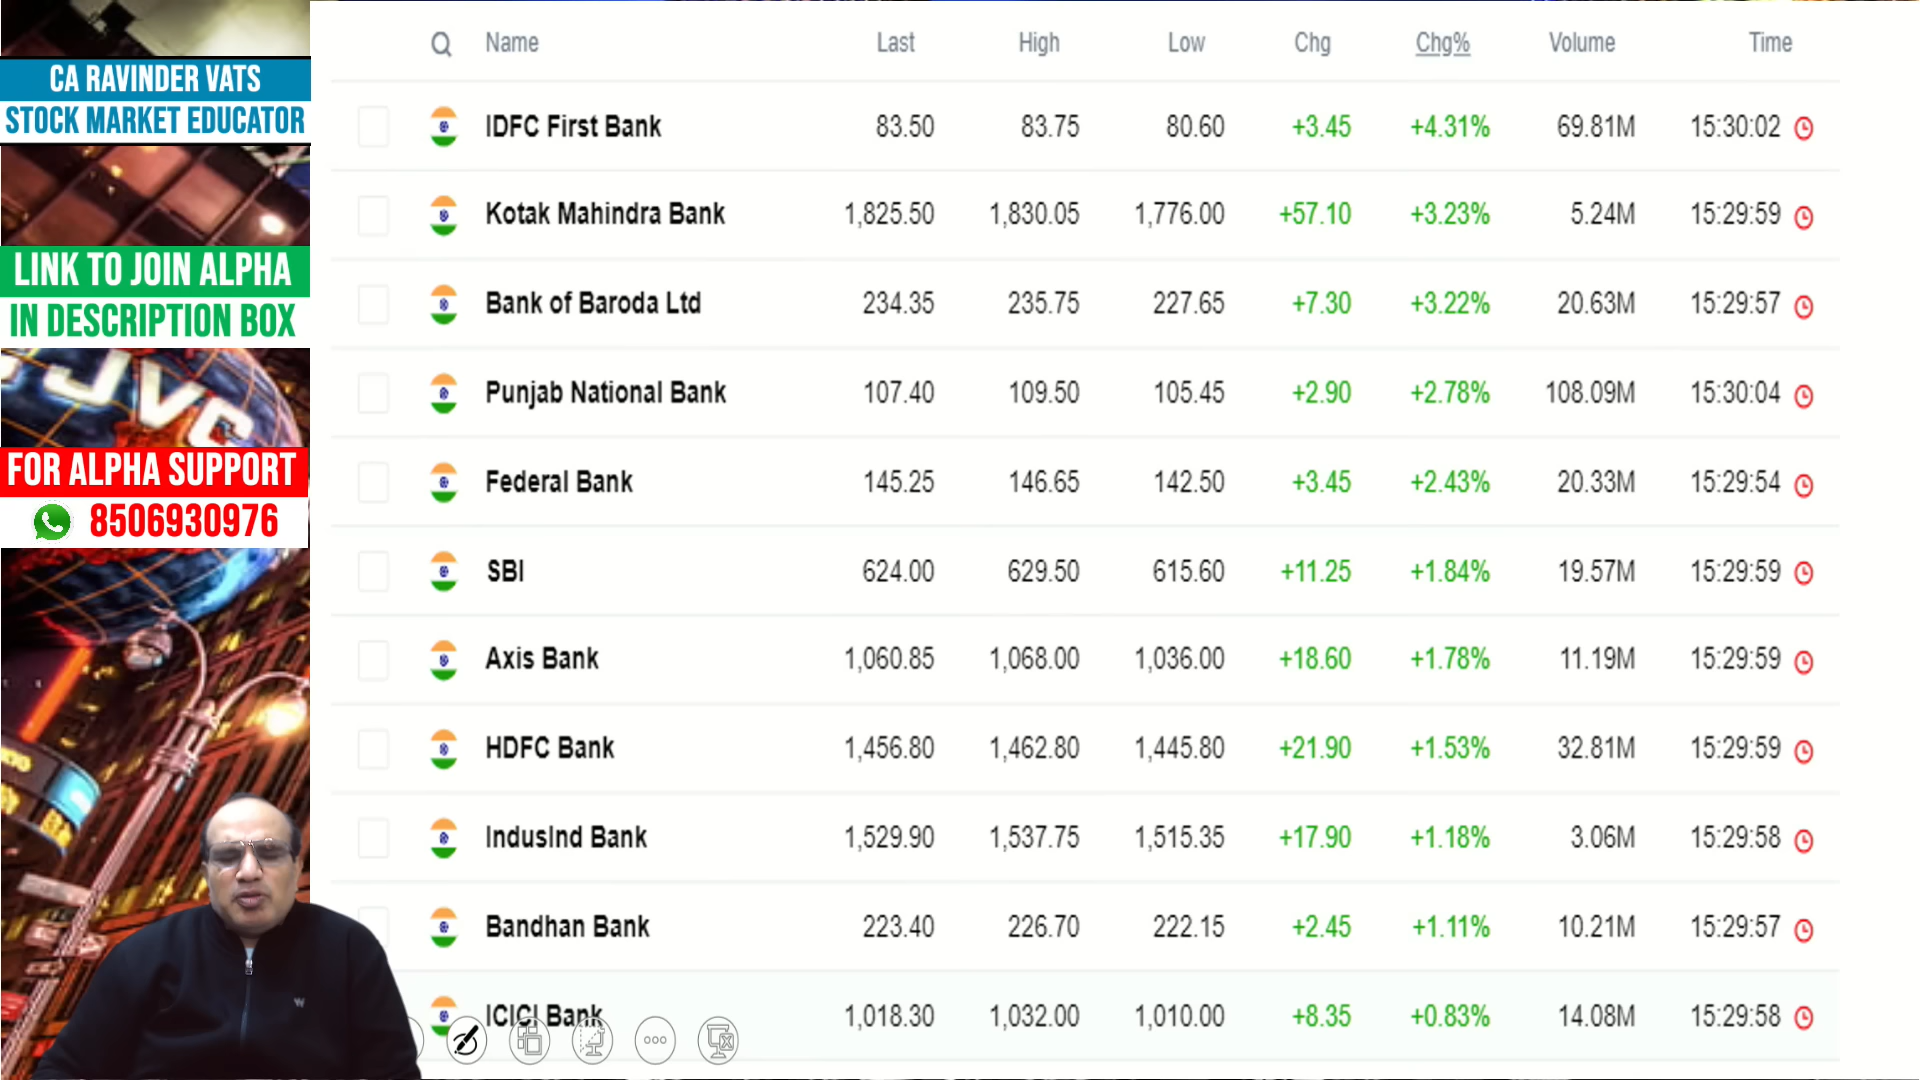 CA RAVINDER VATS
STOCK MARKET EDUCATOR
JVC
LINK TO JOIN ALPHA
IN DESCRIPTION BOX
FOR ALPHA SUPPORT
8506930976
Name Last High Low Chg Chg% Volume Time
IDFC First Bank 83.50 83.75 80.60 +3.45 +4.31% 69.81M 15:30:02
Kotak Mahindra Bank 1,825.50 1,830.05 1,776.00 +57.10 +3.23% 5.24M 15:29:59
Bank of Baroda Ltd 234.35 235.75 227.65 +7.30 +3.22% 20.63M 15:29:57
Punjab National Bank 107.40 109.50 105.45 +2.90 +2.78% 108.09M 15:30:04
Federal Bank 145.25 146.65 142.50 +3.45 +2.43% 20.33M 15:29:54
SBI 624.00 629.50 615.60 +11.25 +1.84% 19.57M 15:29:59
Axis Bank 1,060.85 1,068.00 1,036.00 +18.60 +1.78% 11.19M 15:29:59
HDFC Bank 1,456.80 1,462.80 1,445.80 +21.90 +1.53% 32.81M 15:29:59
IndusInd Bank 1,529.90 1,537.75 1,515.35 +17.90 +1.18% 3.06M 15:29:58
Bandhan Bank 223.40 226.70 222.15 +2.45 +1.11% 10.21M 15:29:57
ICICI Bank 1,018.30 1,032.00 1,010.00 +8.35 +0.83% 14.08M 15:29:58